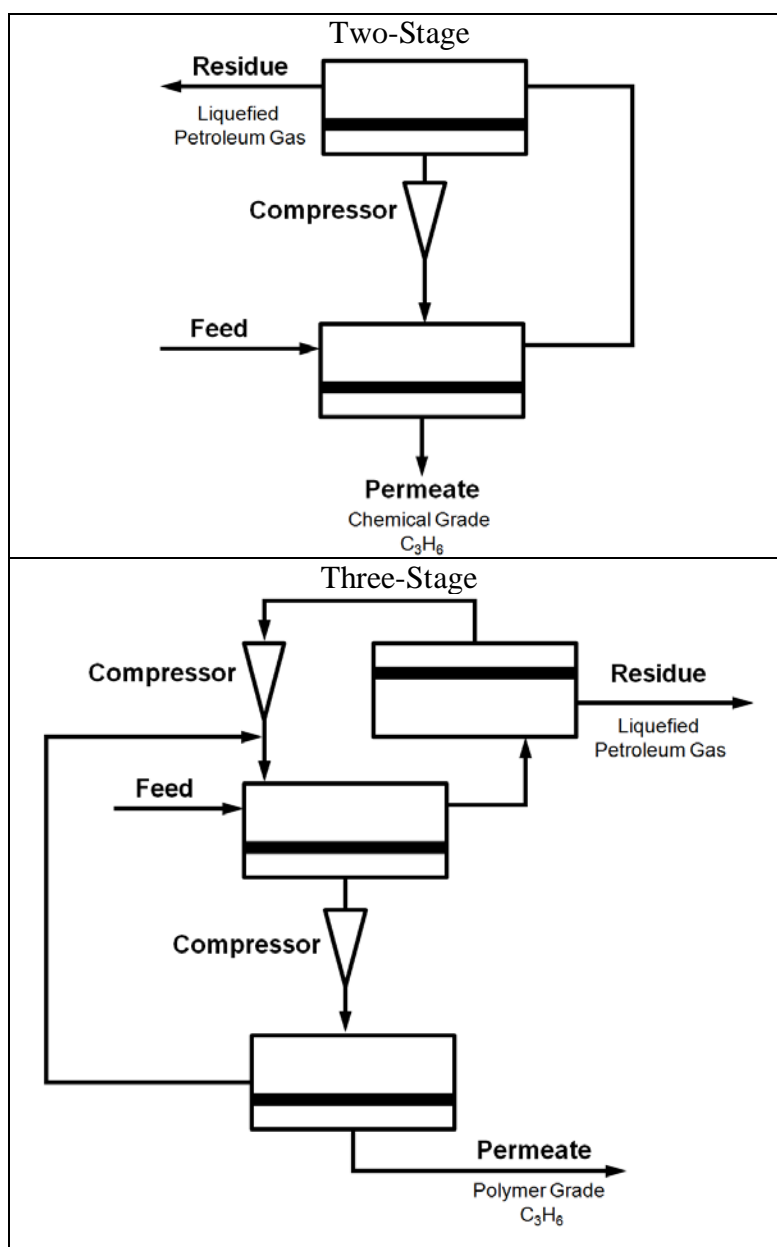 Two-Stage
Residue
Liquefied
Petroleum Gas
Compressor
Feed
Permeate
Chemical Grade
C₃H₆
Three-Stage
Compressor
Residue
Liquefied
Petroleum Gas
Feed
Compressor
Permeate
Polymer Grade
C₃H₆